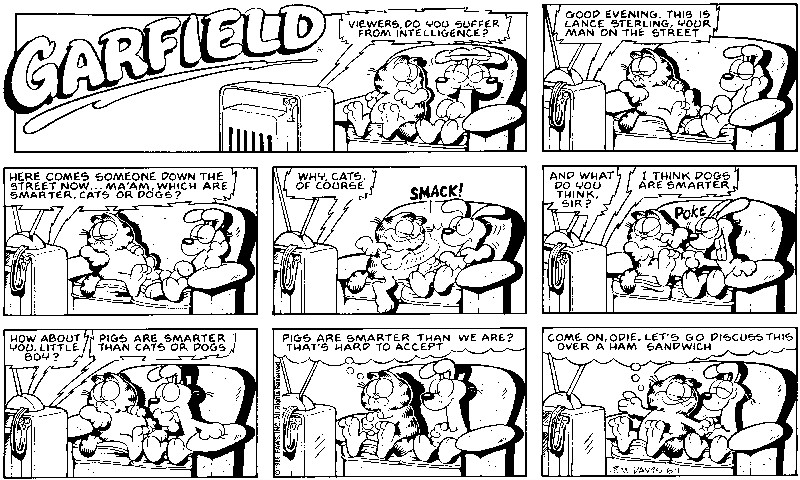 GARFIELD
VIEWERS, DO YOU SUFFER
FROM INTELLIGENCE?
GOOD EVENING. THIS IS
LANCE STERLING, YOUR
MAN ON THE STREET
HERE COMES SOMEONE DOWN THE
STREET NOW... MA'AM, WHICH ARE
SMARTER, CATS OR DOGS?
WHY, CATS,
OF COURSE
SMACK!
AND WHAT
DO YOU
THINK,
SIR?
I THINK DOGS
ARE SMARTER
POKE
HOW ABOUT
YOU, LITTLE
BOY?
PIGS ARE SMARTER
THAN CATS OR DOGS
PIGS ARE SMARTER THAN WE ARE?
THAT'S HARD TO ACCEPT
COME ON, ODIE. LET'S GO DISCUSS THIS
OVER A HAM SANDWICH
JIM DAVIS